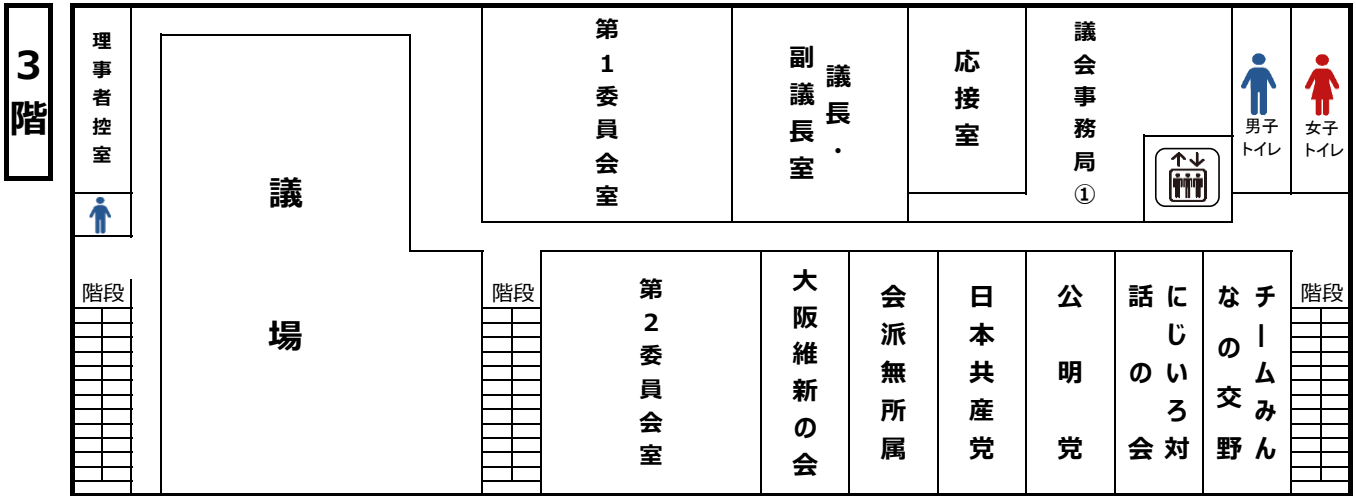 3階
理事者控室
議場
第1委員会室
議長・
副議長室
応接室
議会事務局①
男子
トイレ
女子
トイレ
階段
階段
第2委員会室
大阪維新の会
会派無所属
日本共産党
公明党
にじいろ対
話の会
チームみん
なの交野
階段